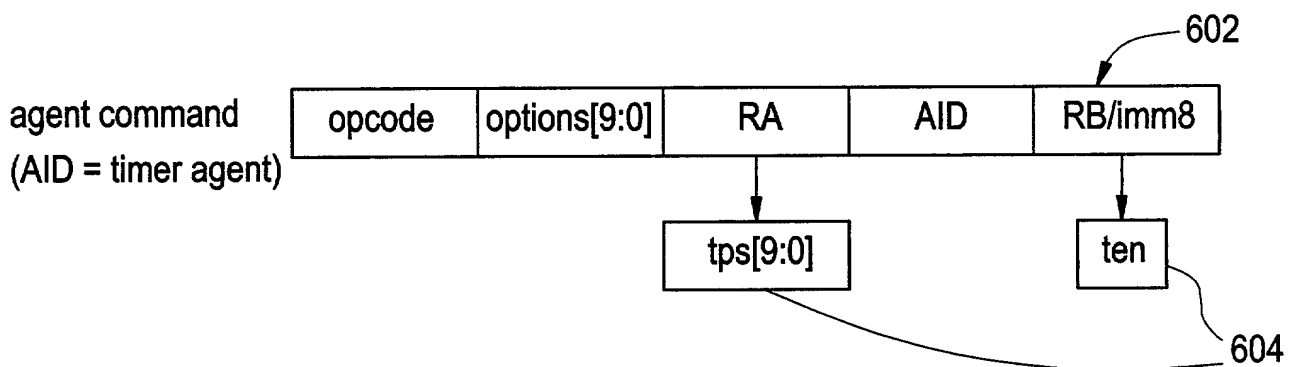 602
agent command
(AID = timer agent)
opcode
options[9:0]
RA
AID
RB/imm8
tps[9:0]
ten
604